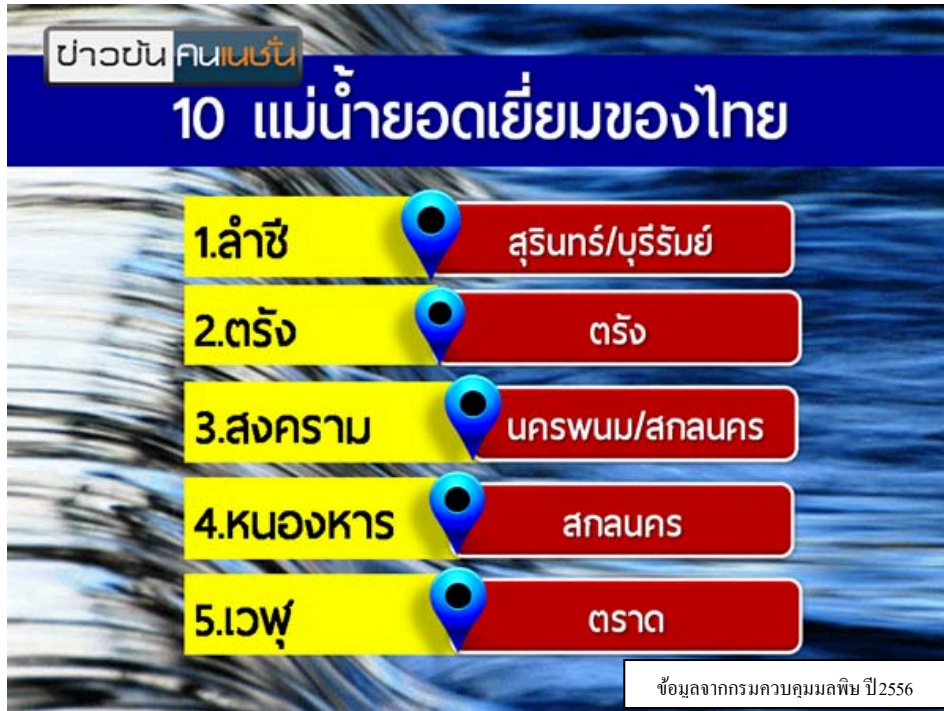 ข่าวข้น คนเนชั่น
10 แม่น้ำยอดเยี่ยมของไทย
1.ลำชี สุรินทร์/บุรีรัมย์
2.ตรัง ตรัง
3.สงคราม นครพนม/สกลนคร
4.หนองหาร สกลนคร
5.เวฬุ ตราด
ข้อมูลจากกรมควบคุมมลพิษ ปี2556